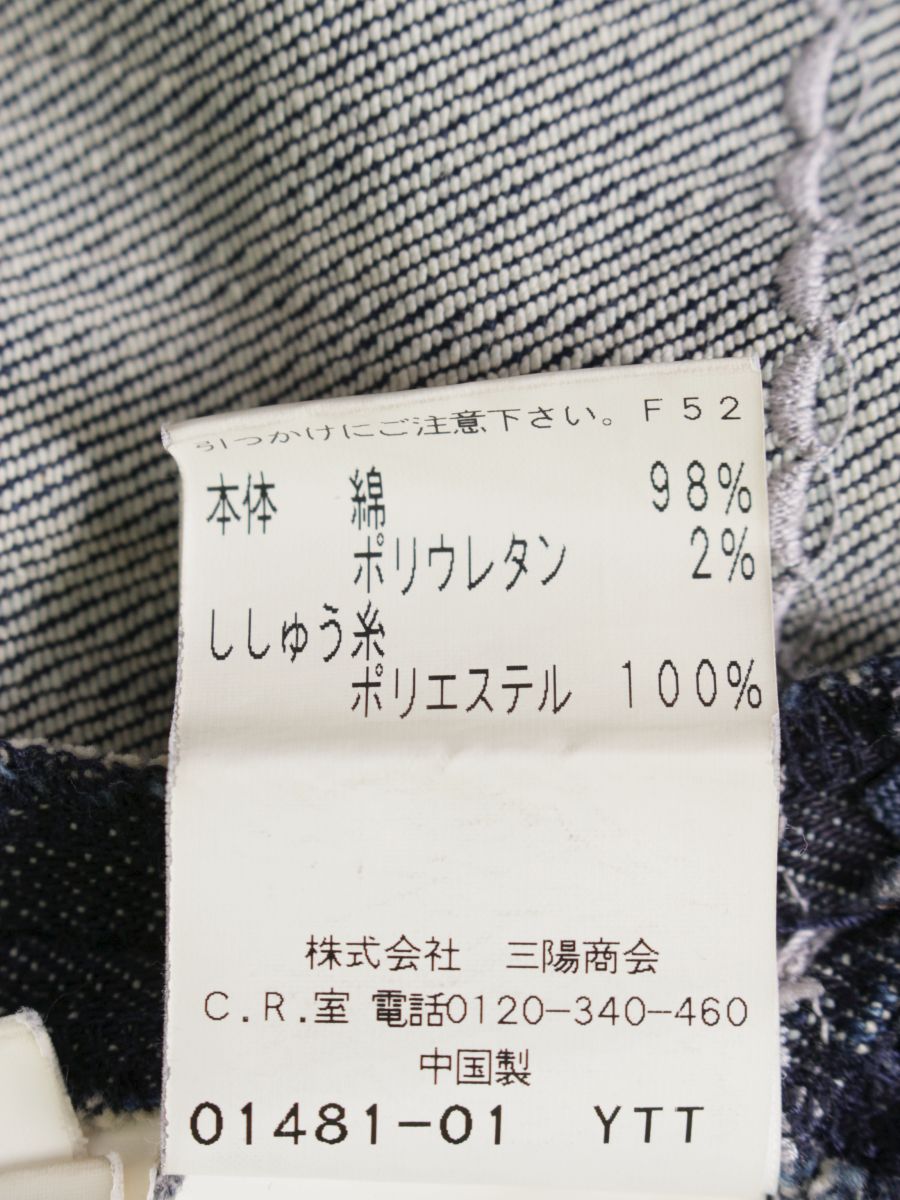 引っかけにご注意下さい。F52
本体 綿 98%
ポリウレタン 2%
ししゅう糸
ポリエステル 100%
株式会社 三陽商会
C.R.室 電話0120-340-460
中国製
01481-01 YTT